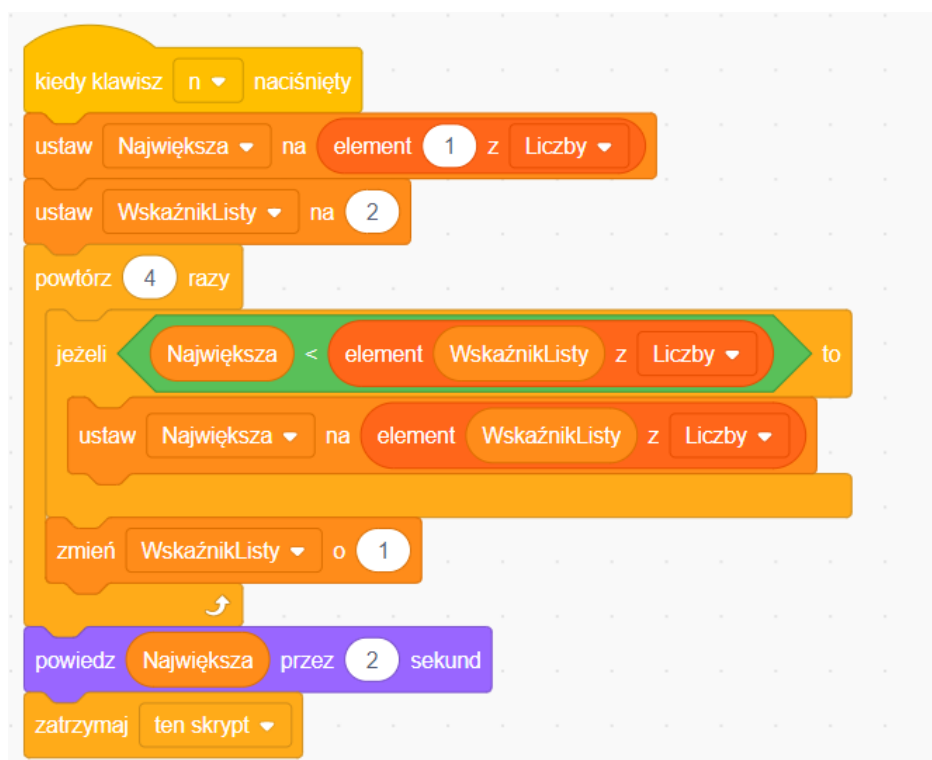 kiedy klawisz n naciśnięty
ustaw Największa na element 1 z Liczby
ustaw WskaźnikListy na 2
powtórz 4 razy
jeżeli Największa < element WskaźnikListy z Liczby to
ustaw Największa na element WskaźnikListy z Liczby
zmień WskaźnikListy o 1
powiedz Największa przez 2 sekund
zatrzymaj ten skrypt